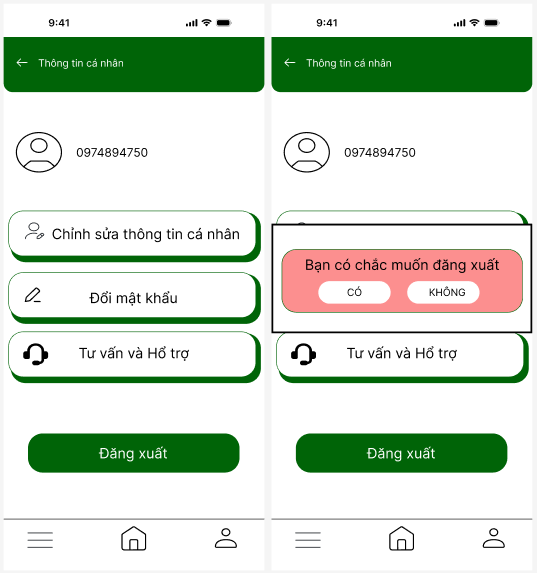 9:41
Thông tin cá nhân
0974894750
Chỉnh sửa thông tin cá nhân
Đổi mật khẩu
Tư vấn và Hổ trợ
Đăng xuất
9:41
Thông tin cá nhân
0974894750
Bạn có chắc muốn đăng xuất
CÓ KHÔNG
Tư vấn và Hổ trợ
Đăng xuất